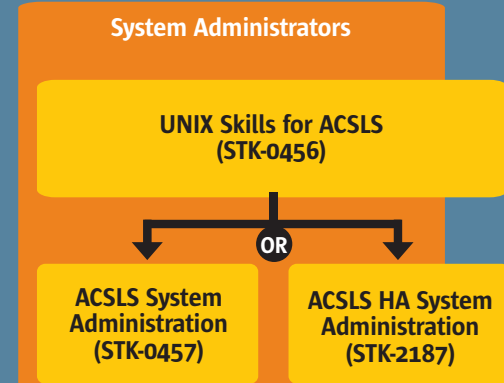 System Administrators
UNIX Skills for ACSLS
(STK-0456)
OR
ACSLS System
Administration
(STK-0457)
ACSLS HA System
Administration
(STK-2187)